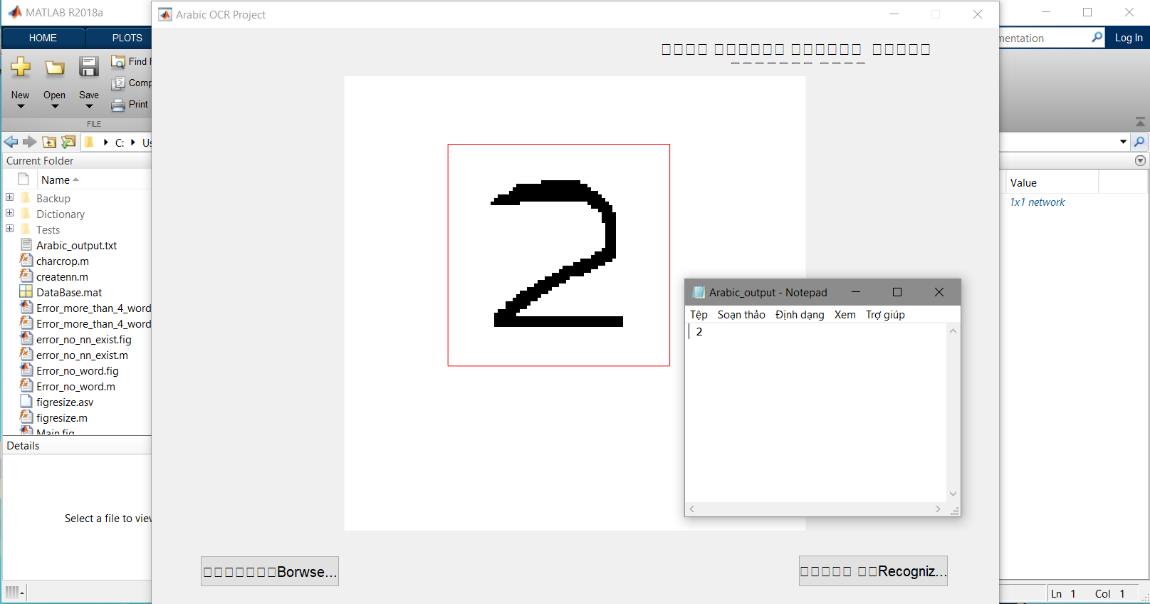 MATLAB R2018a
Arabic OCR Project
HOME
PLOTS
mentation
Log In
New
Open
Save
Find
Print
FILE
C:
Current Folder
Name
Value
Backup
1x1 network
Dictionary
Tests
Arabic_output.txt
charcrop.m
createnn.m
DataBase.mat
Error_more_than_4_word
Error_more_than_4_word
error_no_nn_exist.fig
error_no_nn_exist.m
Error_no_word.fig
Error_no_word.m
figresize.asv
figresize.m
Main.fig
2
Arabic_output - Notepad
Tệp Soạn thảo Định dạng Xem Trợ giúp
2
Details
Select a file to view
Borwse...
Recogniz...
Ln 1 Col 1